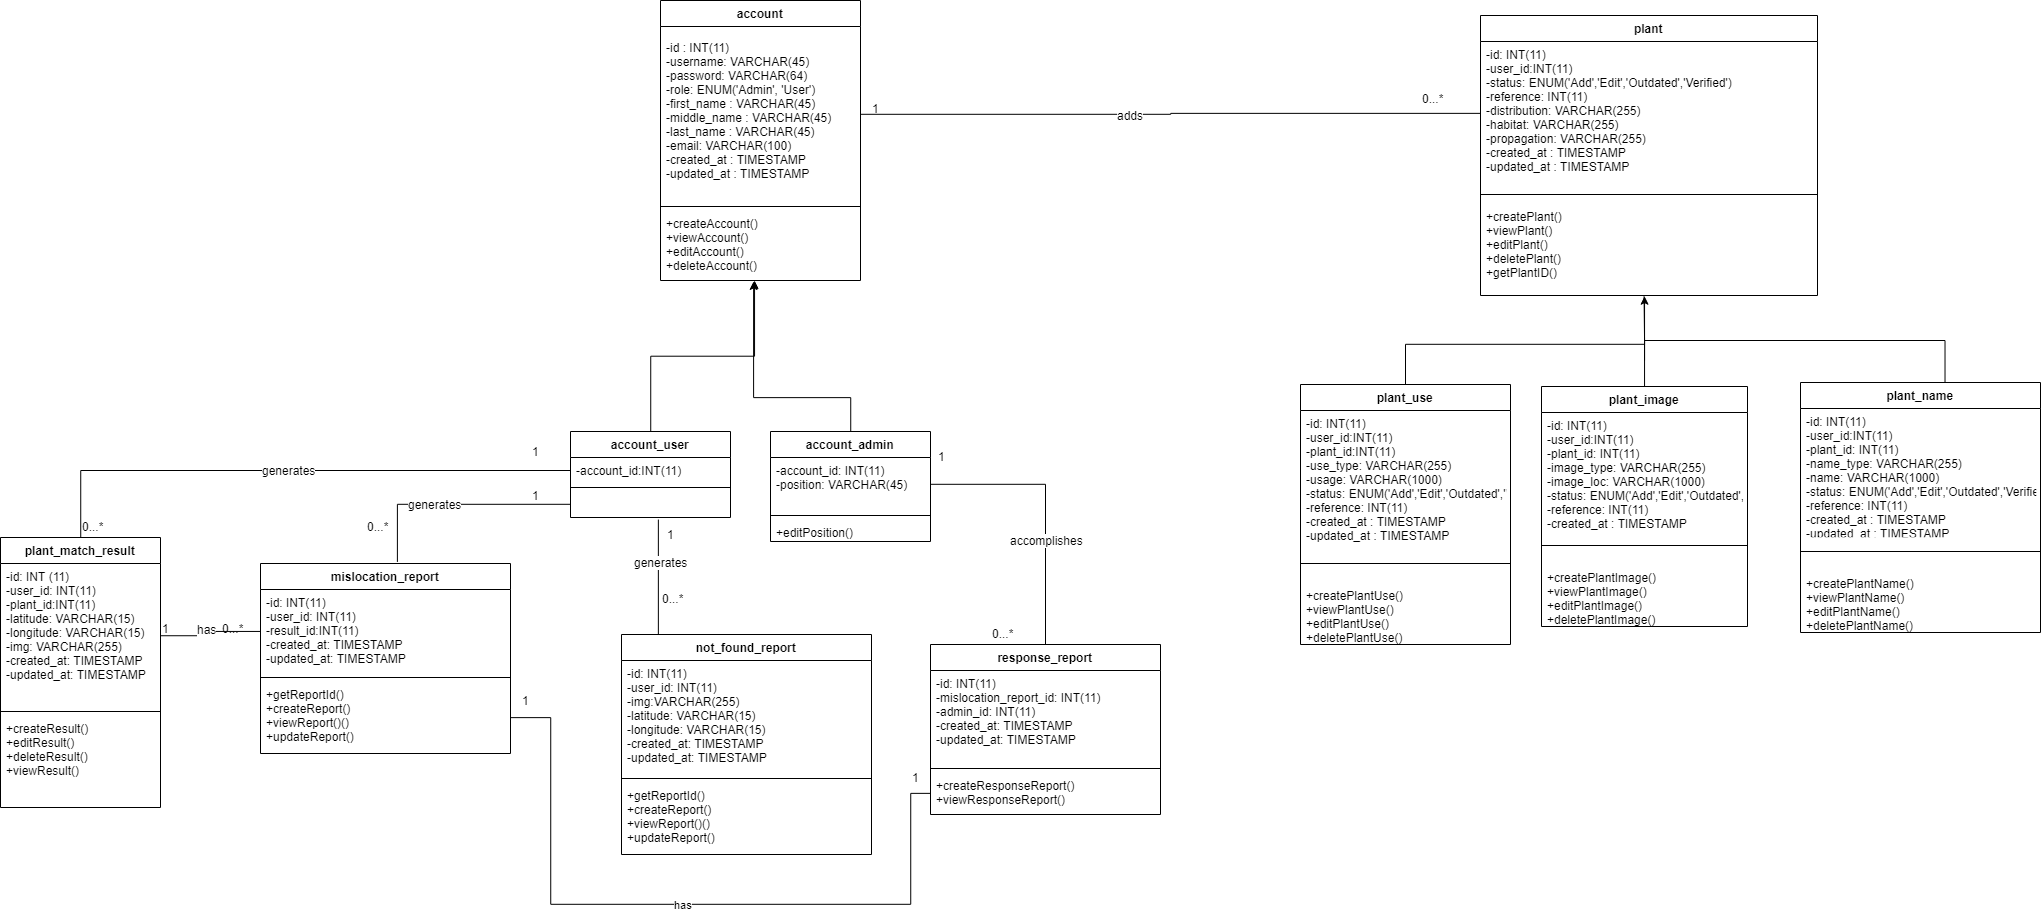 account
-id : INT(11)
-username: VARCHAR(45)
-password: VARCHAR(64)
-role: ENUM('Admin', 'User')
-first_name : VARCHAR(45)
-middle_name : VARCHAR(45)
-last_name : VARCHAR(45)
-email: VARCHAR(100)
-created_at : TIMESTAMP
-updated_at : TIMESTAMP
+createAccount()
+viewAccount()
+editAccount()
+deleteAccount()
1
adds
0...*
plant
-id: INT(11)
-user_id:INT(11)
-status: ENUM('Add','Edit','Outdated','Verified')
-reference: INT(11)
-distribution: VARCHAR(255)
-habitat: VARCHAR(255)
-propagation: VARCHAR(255)
-created_at : TIMESTAMP
-updated_at : TIMESTAMP
+createPlant()
+viewPlant()
+editPlant()
+deletePlant()
+getPlantID()
account_user
-account_id:INT(11)
account_admin
-account_id: INT(11)
-position: VARCHAR(45)
+editPosition()
plant_use
-id: INT(11)
-user_id:INT(11)
-plant_id:INT(11)
-use_type: VARCHAR(255)
-usage: VARCHAR(1000)
-status: ENUM('Add','Edit','Outdated','
-reference: INT(11)
-created_at : TIMESTAMP
-updated_at : TIMESTAMP
+createPlantUse()
+viewPlantUse()
+editPlantUse()
+deletePlantUse()
plant_image
-id: INT(11)
-user_id:INT(11)
-plant_id: INT(11)
-image_type: VARCHAR(255)
-image_loc: VARCHAR(1000)
-status: ENUM('Add','Edit','Outdated',
-reference: INT(11)
-created_at : TIMESTAMP
+createPlantImage()
+viewPlantImage()
+editPlantImage()
+deletePlantImage()
plant_name
-id: INT(11)
-user_id:INT(11)
-plant_id: INT(11)
-name_type: VARCHAR(255)
-name: VARCHAR(1000)
-status: ENUM('Add','Edit','Outdated','Verifie
-reference: INT(11)
-created_at : TIMESTAMP
-updated_at : TIMESTAMP
+createPlantName()
+viewPlantName()
+editPlantName()
+deletePlantName()
1
generates
0...*
1
generates
0...*
1
generates
0...*
1
accomplishes
0...*
plant_match_result
-id: INT (11)
-user_id: INT(11)
-plant_id:INT(11)
-latitude: VARCHAR(15)
-longitude: VARCHAR(15)
-img: VARCHAR(255)
-created_at: TIMESTAMP
-updated_at: TIMESTAMP
+createResult()
+editResult()
+deleteResult()
+viewResult()
1
has
0...*
mislocation_report
-id: INT(11)
-user_id: INT(11)
-result_id:INT(11)
-created_at: TIMESTAMP
-updated_at: TIMESTAMP
+getReportId()
+createReport()
+viewReport()()
+updateReport()
not_found_report
-id: INT(11)
-user_id: INT(11)
-img:VARCHAR(255)
-latitude: VARCHAR(15)
-longitude: VARCHAR(15)
-created_at: TIMESTAMP
-updated_at: TIMESTAMP
+getReportId()
+createReport()
+viewReport()()
+updateReport()
response_report
-id: INT(11)
-mislocation_report_id: INT(11)
-admin_id: INT(11)
-created_at: TIMESTAMP
-updated_at: TIMESTAMP
+createResponseReport()
+viewResponseReport()
1
has
1